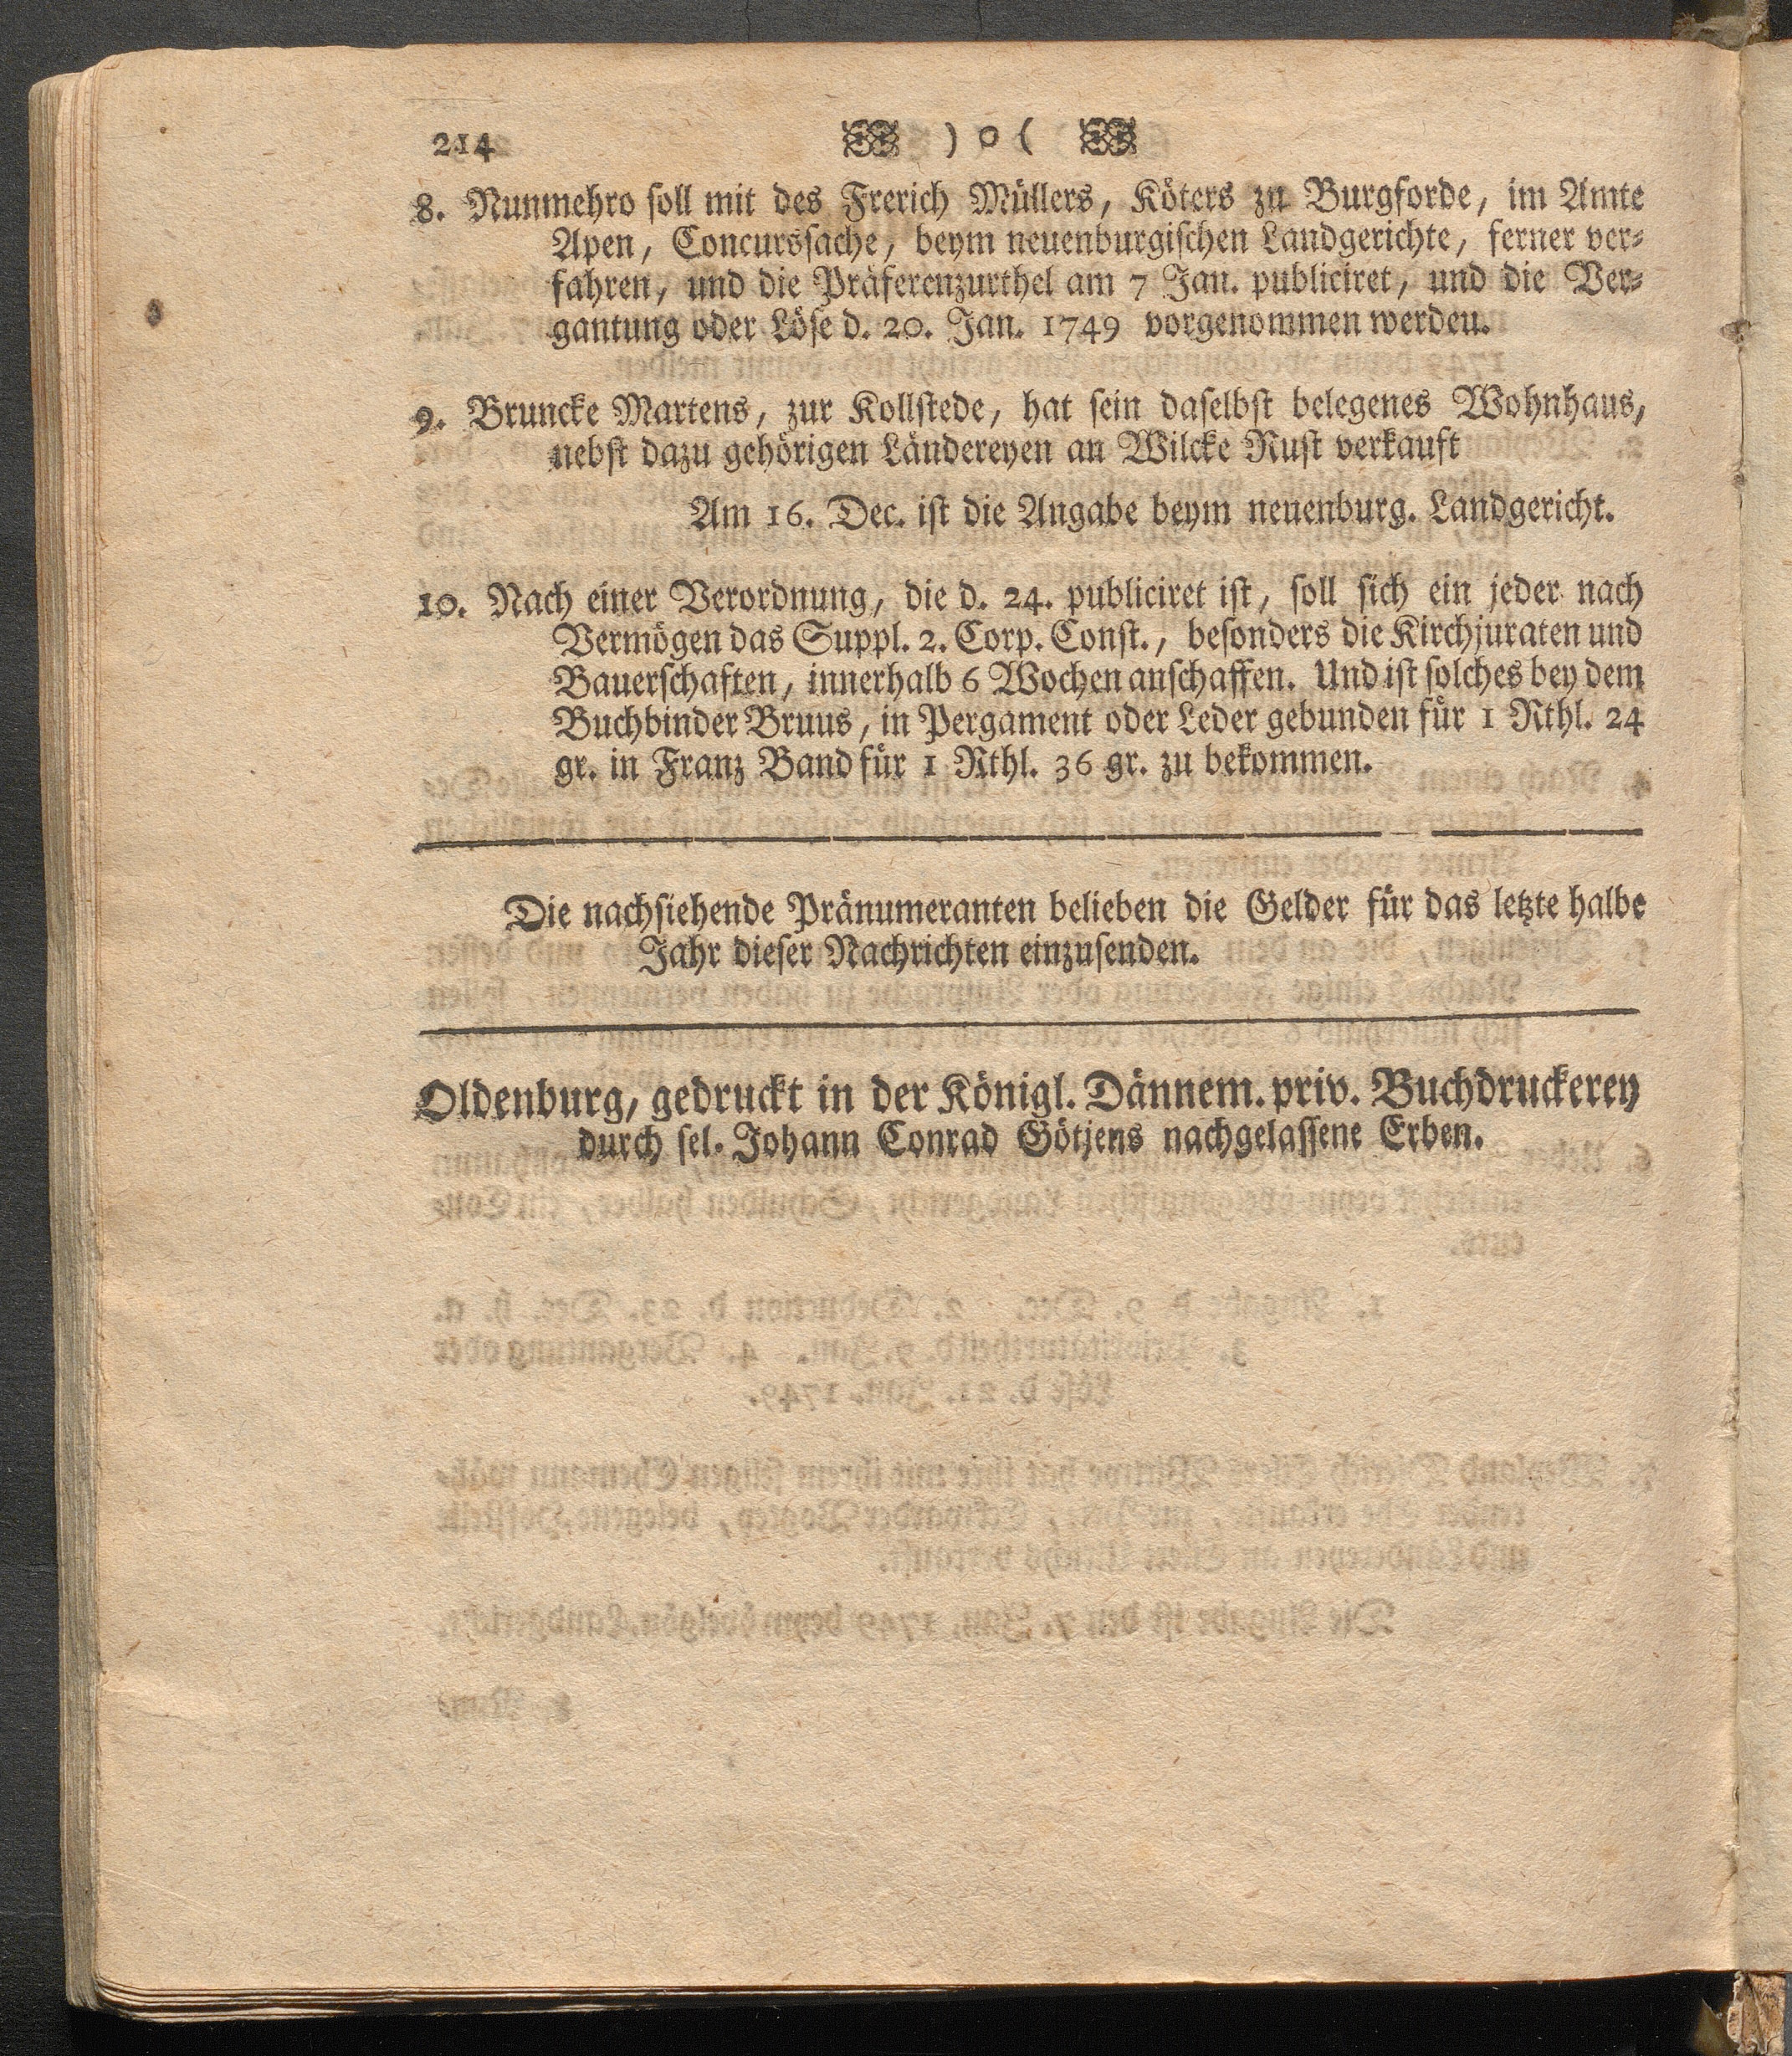 214 ) o (
8. Nunmehro soll mit des Frerich Müllers, Köters zu Burgforde, im Amte
Apen, Concurssache, beym neuenburgischen Landgerichte, ferner ver-
fahren, und die Präferenzurthel am 7 Jan. publiciret, und die Ver-
gantung oder Löse d. 20. Jan. 1749 vorgenommen werden.
9. Bruncke Martens, zur Kollstede, hat sein daselbst belegenes Wohnhaus,
nebst dazu gehörigen Ländereyen an Wilcke Rust verkauft
Am 16. Dec. ist die Angabe beym neuenburg. Landgericht.
10. Nach einer Verordnung, die d. 24. publiciret ist, soll sich ein jeder nach
Vermögen das Suppl. 2. Corp. Const., besonders die Kirchjuraten und
Bauerschaften, innerhalb 6 Wochen anschaffen. Und ist solches bey dem
Buchbinder Bruus, in Pergament oder Leder gebunden für 1 Rthl. 24
gr. in Franz Band für 1 Rthl. 36 gr. zu bekommen.
Die nachsiehende Pränumeranten belieben die Gelder für das letzte halbe
Jahr dieser Nachrichten einzusenden.
Oldenburg, gedruckt in der Königl. Dännem. priv. Buchdruckerey
durch sel. Johann Conrad Götjens nachgelassene Erben.